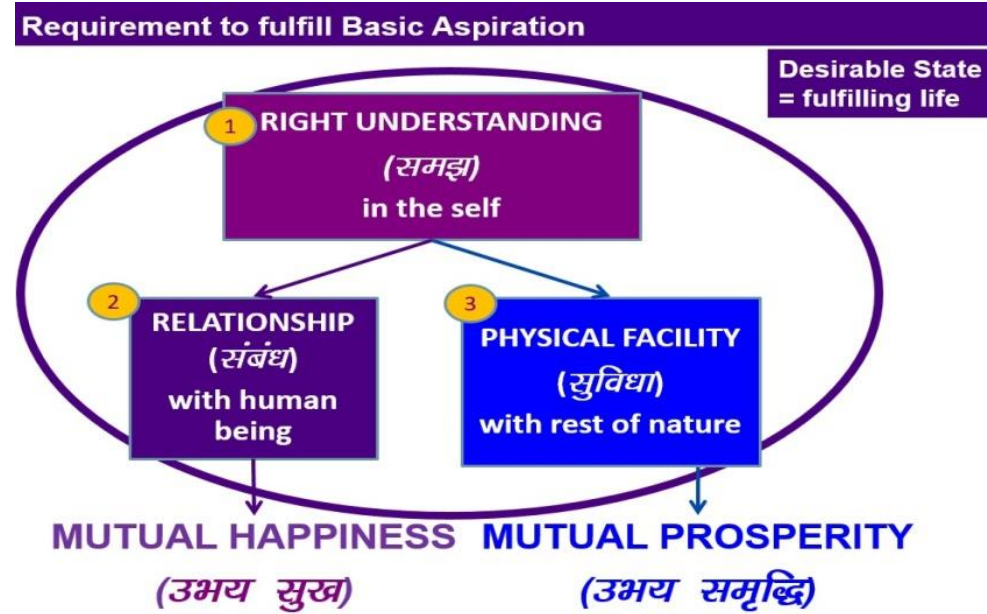 Requirement to fulfill Basic Aspiration
Desirable State
= fulfilling life
1
RIGHT UNDERSTANDING
(समझ)
in the self
2
RELATIONSHIP
(संबंध)
with human
being
3
PHYSICAL FACILITY
(सुविधा)
with rest of nature
MUTUAL HAPPINESS
(उभय सुख)
MUTUAL PROSPERITY
(उभय समृद्धि)